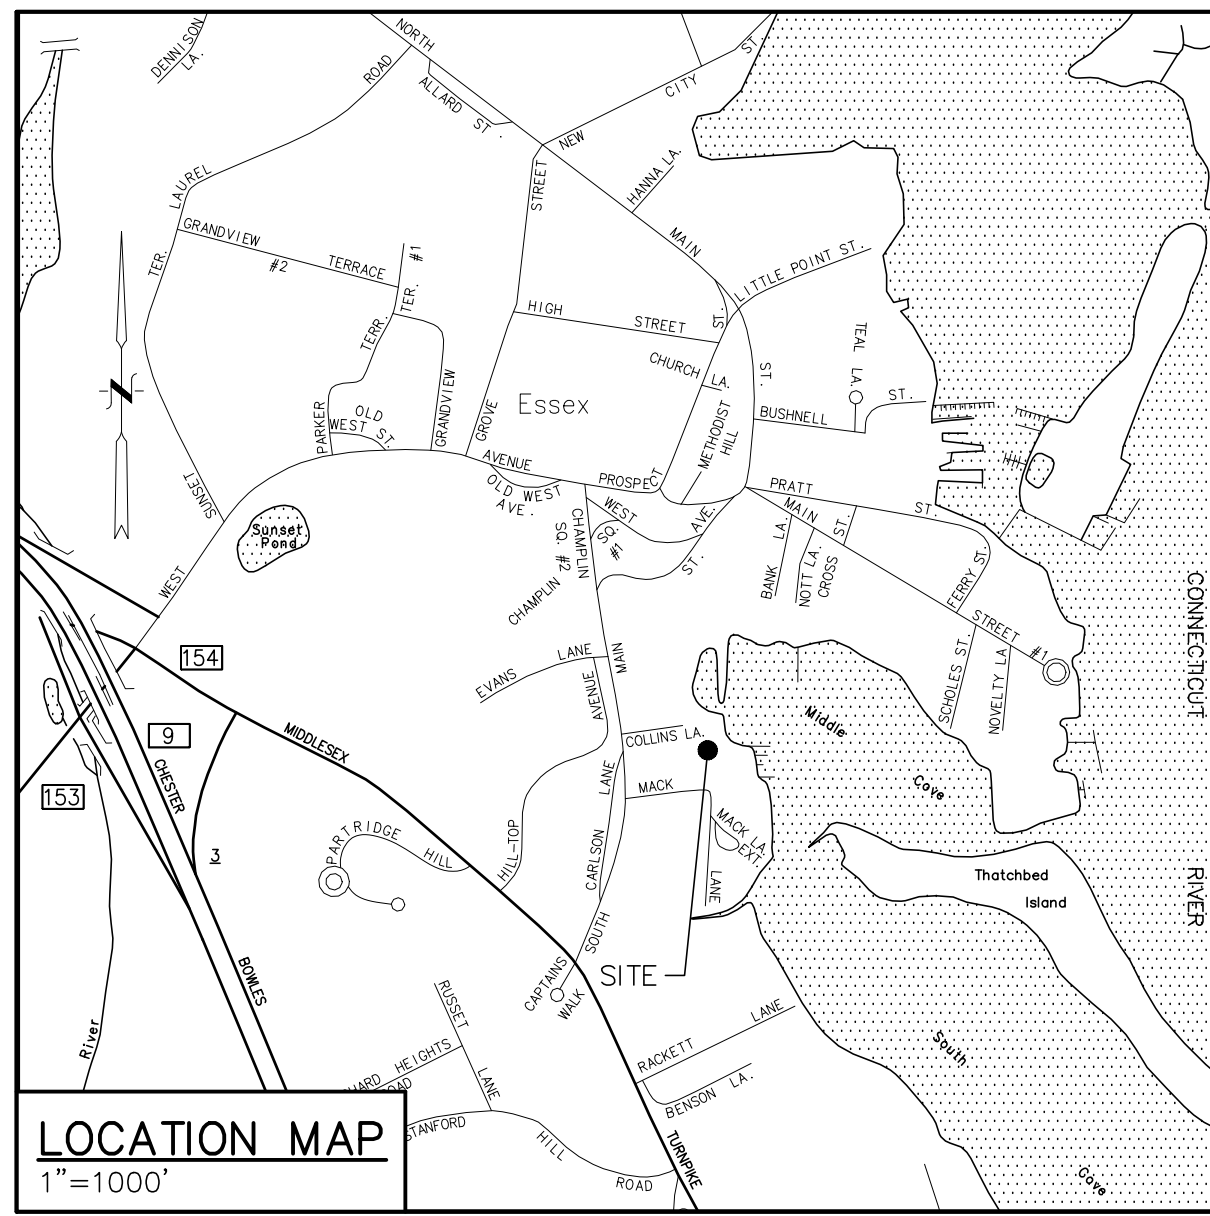 NORTH
DENNISON
LA.
ROAD
ALLARD ST.
CITY
ST.
NEW
LAUREL
STREET
HANNA LA.
GRANDVIEW
#2
TERRACE
#1
TER.
TER.
MAIN
LITTLE POINT ST.
HIGH
STREET
ST.
TERR.
CHURCH LA.
ST.
TEAL LA.
GRANDVIEW
PARKER
OLD
WEST ST.
GROVE
Essex
METHODIST
HILL
BUSHNELL
ST.
AVENUE
OLD WEST
AVE.
PROSPECT
SUNSET
Sunset
Pond
PRATT
ST.
MAIN
WEST
AVE.
ST.
CHAMPLIN
SQ. #2
SQ.
#1
CHAMPLIN
BANK LA.
NOTT LA.
CROSS
ST.
FERRY ST.
STREET
#1
WEST
CONNECTICUT
154
EVANS
LANE
MAIN
AVENUE
SCHOLES ST.
NOVELTY LA.
Middle
Cove
9
CHESTER
MIDDLESEX
COLLINS LA.
153
LANE
MACK
MACK LA.
EXT.
3
PARTRIDGE
HILL
HILL-TOP
CARLSON
LANE
Thatchbed
Island
RIVER
SOUTH
BOWLES
CAPTAINS
WALK
SITE
RUSSET
LANE
River
HEIGHTS
RACKETT
LANE
BENSON LA.
South
Cove
STANFORD
HILL
ROAD
TURNPIKE
LOCATION MAP
1"=1000'